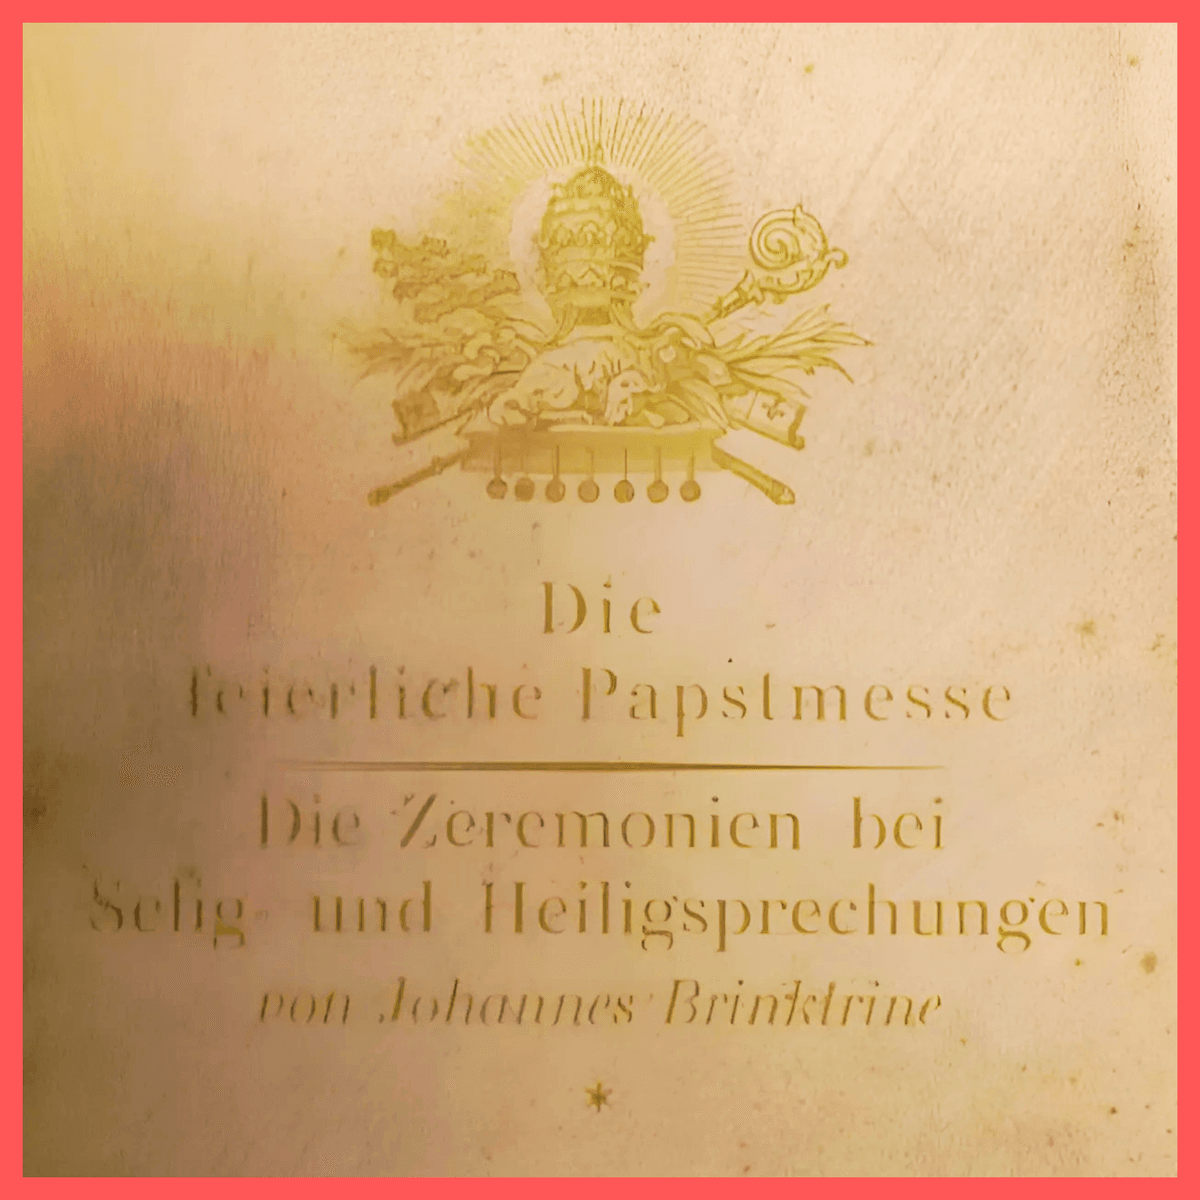 Die
feierliche Papstmesse
Die Zeremonien bei
Selig- und Heiligsprechungen
von Johannes Brinktrine
*